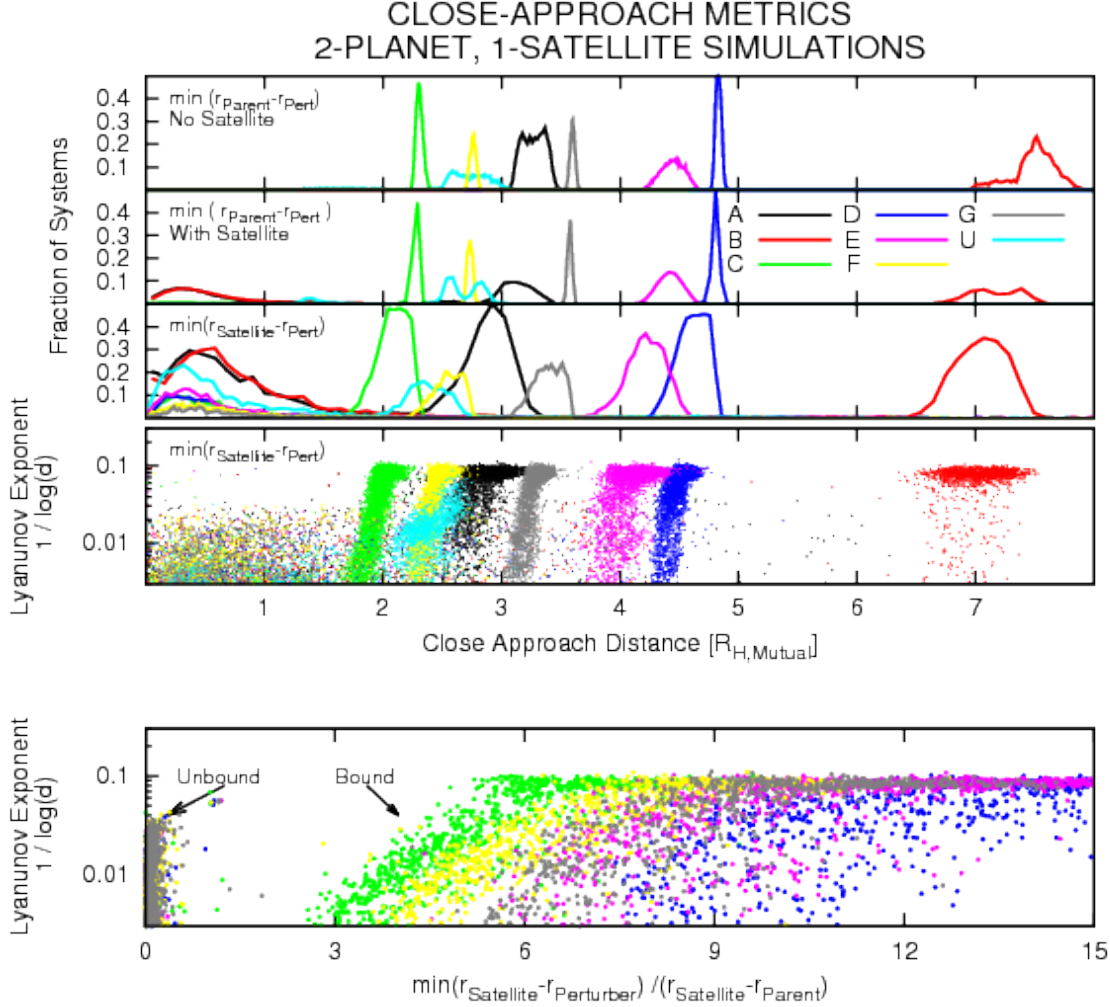 CLOSE-APPROACH METRICS
2-PLANET, 1-SATELLITE SIMULATIONS
Fraction of Systems
0.4
0.3
0.2
0.1
min (rParent-rPert)
No Satellite
0.4
0.3
0.2
0.1
min ( rParent-rPert )
With Satellite
A D G
B E U
C F
0.4
0.3
0.2
0.1
min(rSatellite-rPert)
Lyanunov Exponent
1 / log(d)
0.1
0.01
min(rSatellite-rPert)
1 2 3 4 5 6 7
Close Approach Distance [RH,Mutual]
Lyanunov Exponent
1 / log(d)
0.1
0.01
Unbound
Bound
0 3 6 9 12 15
min(rSatellite-rPerturber) /(rSatellite-rParent)